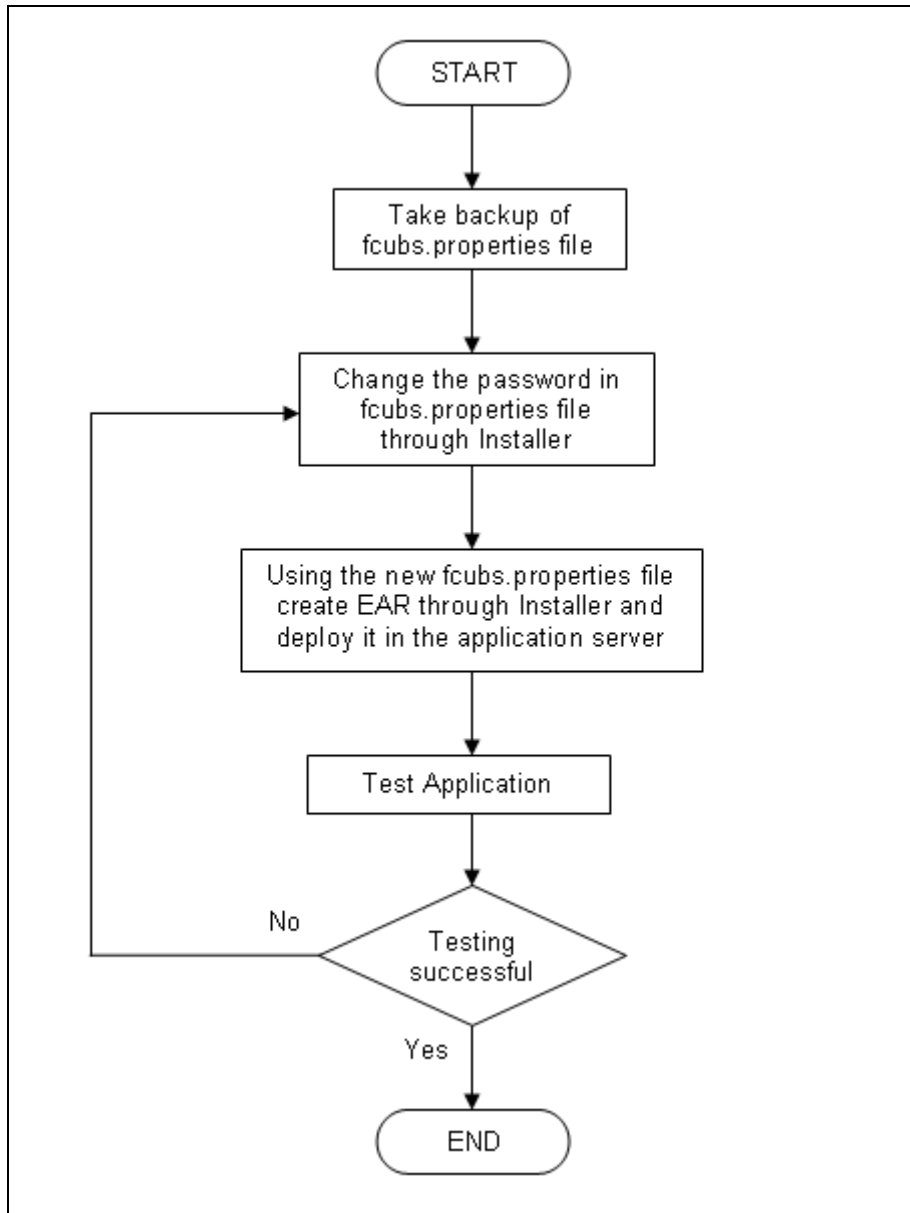 START
Take backup of
fcubs.properties file
Change the password in
fcubs.properties file
through Installer
Using the new fcubs.properties file
create EAR through Installer and
deploy it in the application server
Test Application
No
Testing
successful
Yes
END